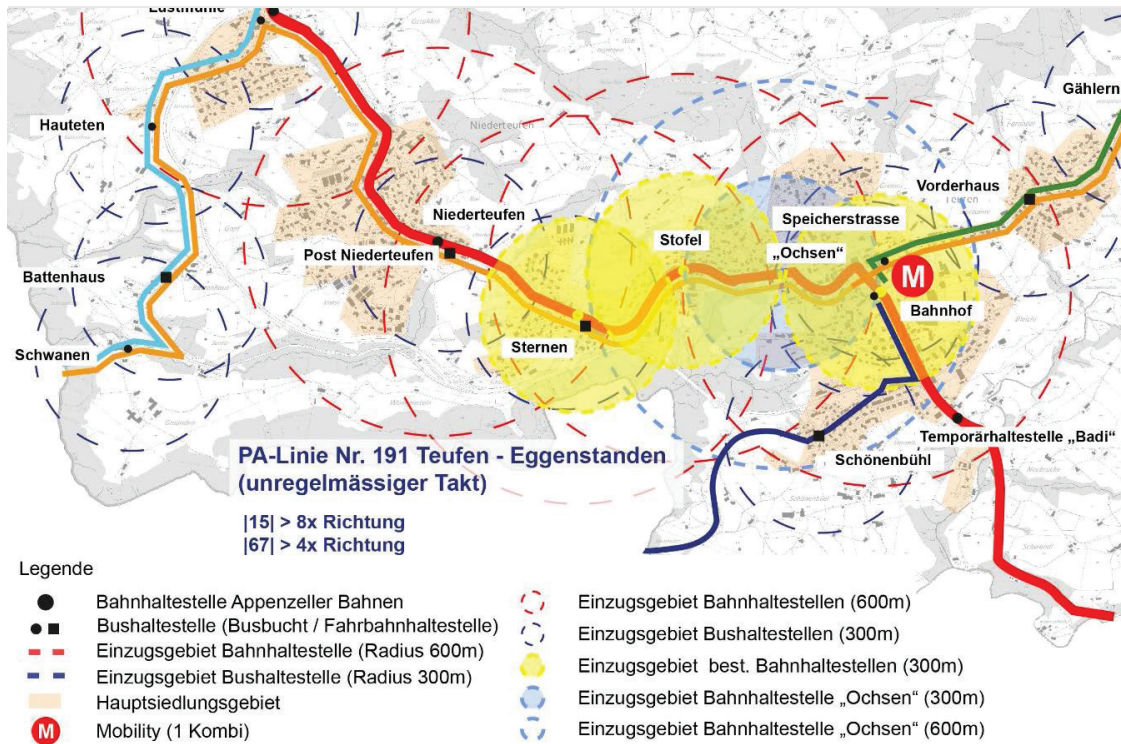 Lustmühle
Gählern
Hauteten
Niederteufen
Vorderhaus
Teufen
Niederteufen
Speicherstrasse
Stofel
„Ochsen“
Post Niederteufen
M
Battenhaus
Bahnhof
Sternen
Schwanen
Temporärhaltestelle „Badi“
Schönenbühl
PA-Linie Nr. 191 Teufen - Eggenstanden
(unregelmässiger Takt)
|15| > 8x Richtung
|67| > 4x Richtung
Legende
Bahnhaltestelle Appenzeller Bahnen
Bushaltestelle (Busbucht / Fahrbahnhaltestelle)
Einzugsgebiet Bahnhaltestelle (Radius 600m)
Einzugsgebiet Bushaltestelle (Radius 300m)
Hauptsiedlungsgebiet
M Mobility (1 Kombi)
Einzugsgebiet Bahnhaltestellen (600m)
Einzugsgebiet Bushaltestellen (300m)
Einzugsgebiet best. Bahnhaltestellen (300m)
Einzugsgebiet Bahnhaltestelle „Ochsen“ (300m)
Einzugsgebiet Bahnhaltestelle „Ochsen“ (600m)